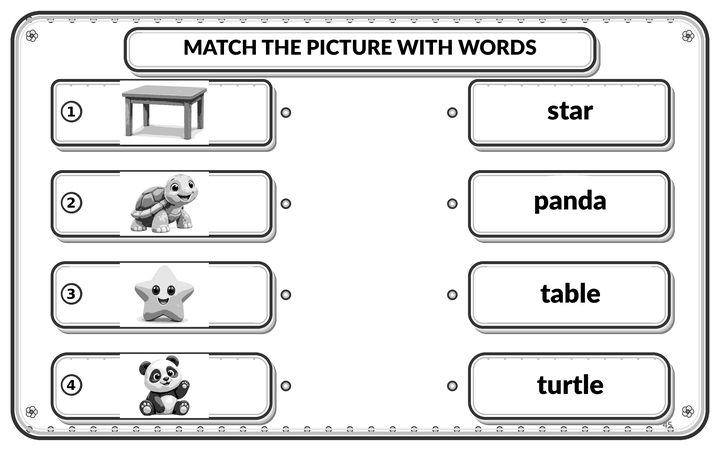 MATCH THE PICTURE WITH WORDS
1
star
2
panda
3
table
4
turtle